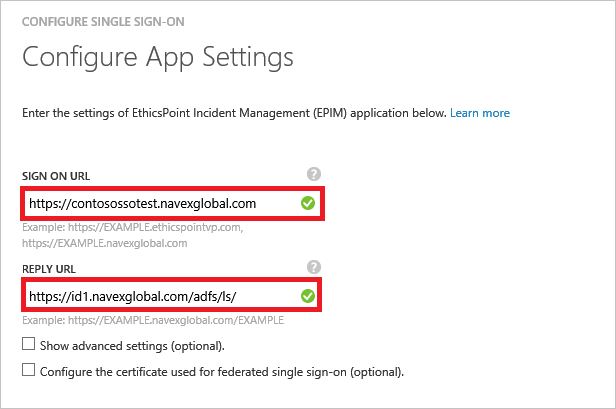 CONFIGURE SINGLE SIGN-ON
Configure App Settings
Enter the settings of EthicsPoint Incident Management (EPIM) application below. Learn more
SIGN ON URL ?
https://contosossotest.navexglobal.com
Example: https://EXAMPLE.ethicspointvp.com,
https://EXAMPLE.navexglobal.com
REPLY URL ?
https://id1.navexglobal.com/adfs/ls/
Example: https://EXAMPLE.navexglobal.com/EXAMPLE
Show advanced settings (optional).
Configure the certificate used for federated single sign-on (optional).